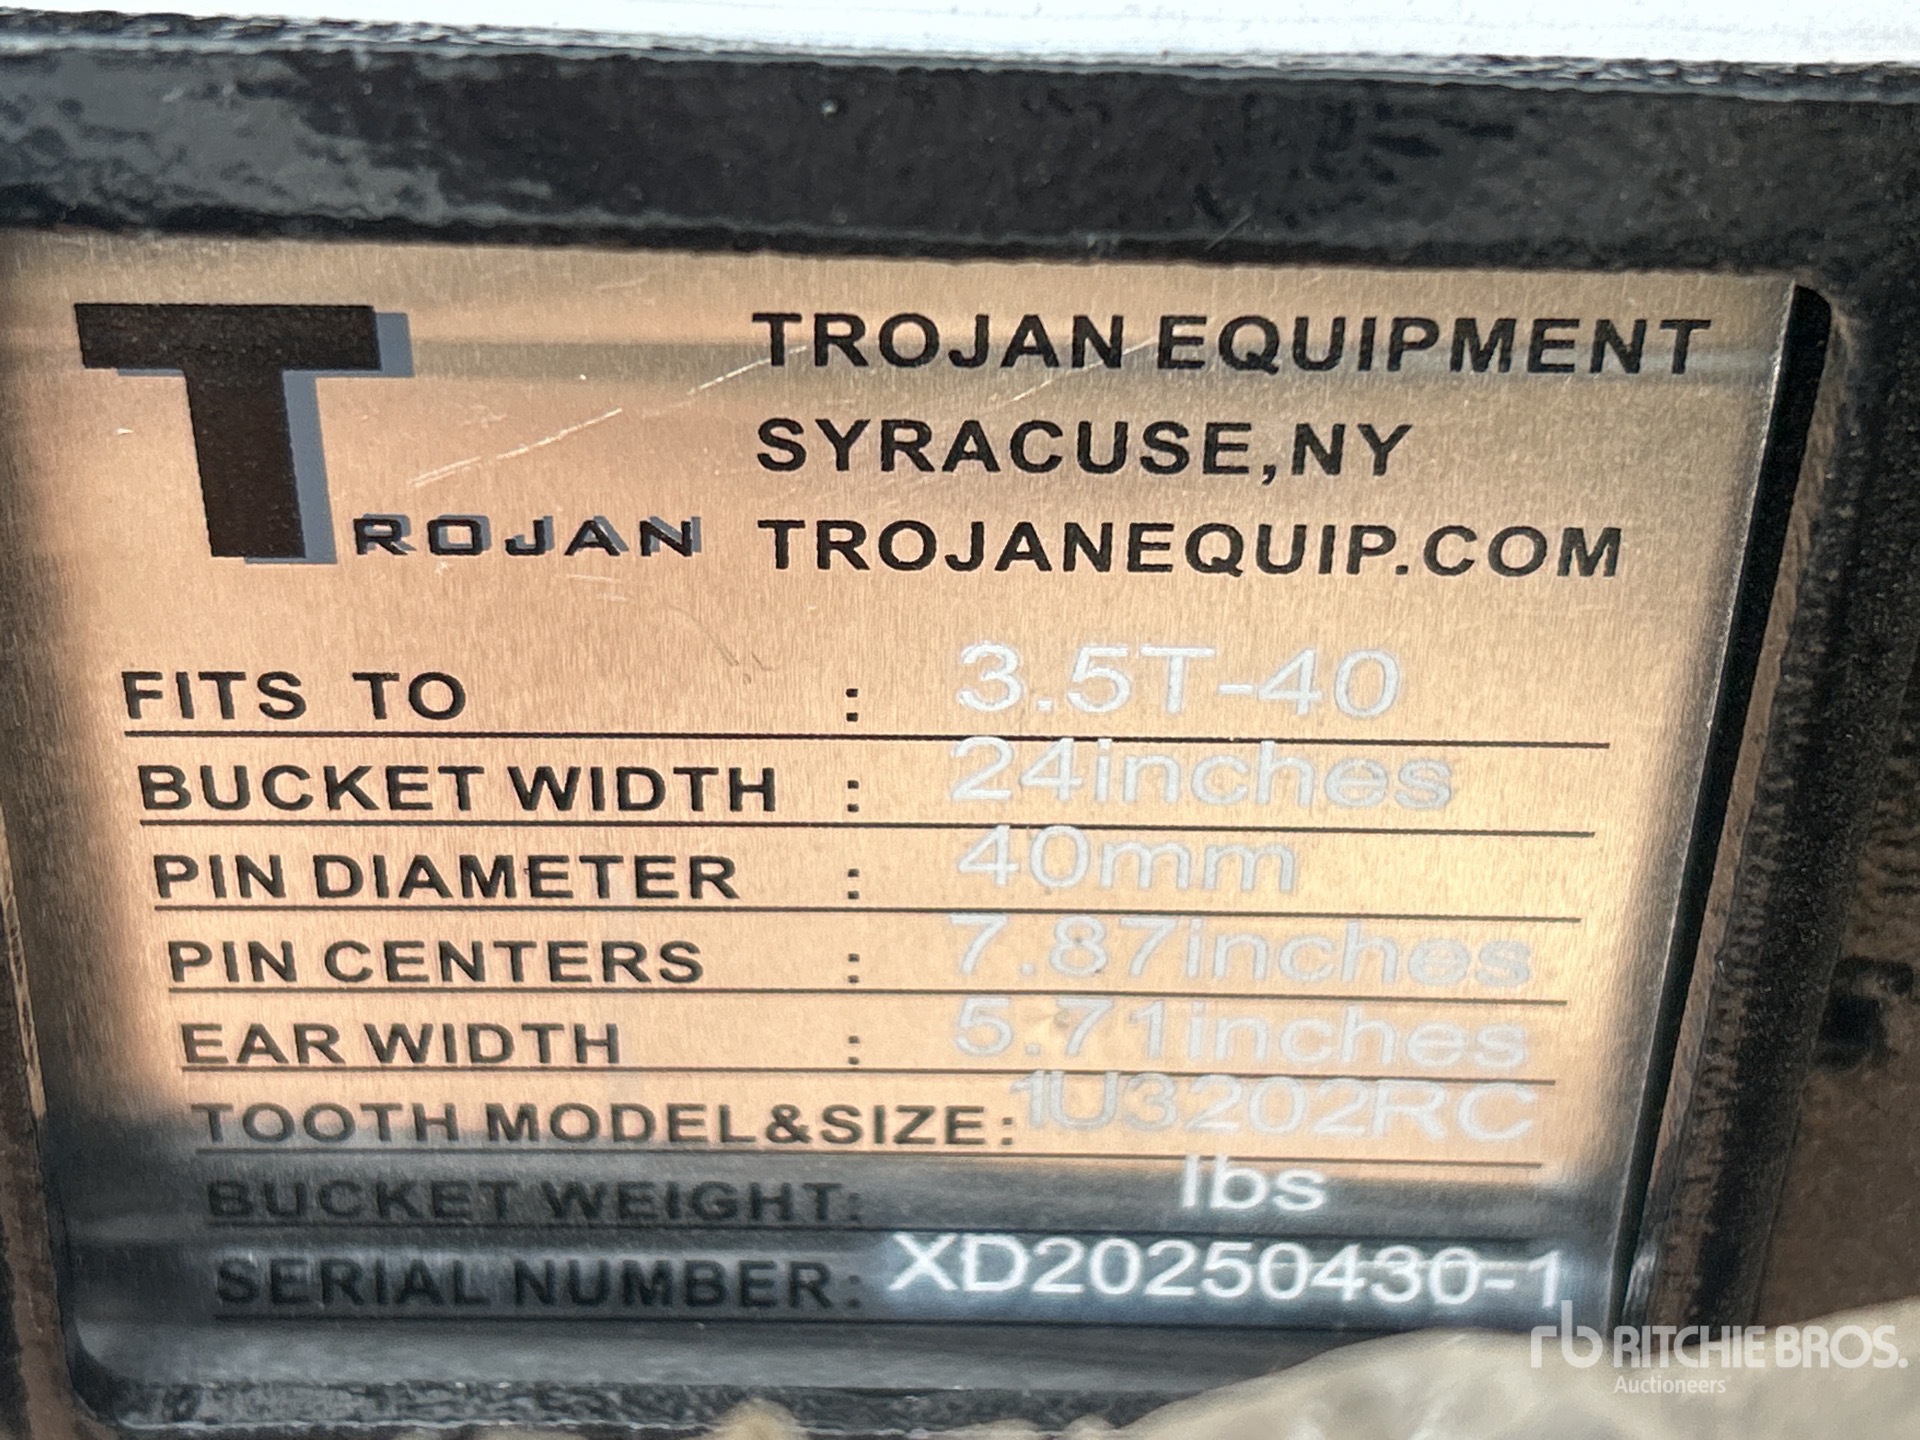 TROJAN
TROJAN EQUIPMENT
SYRACUSE,NY
TROJANEQUIP.COM
FITS TO : 3.5T-40
BUCKET WIDTH : 24inches
PIN DIAMETER : 40mm
PIN CENTERS : 7.87inches
EAR WIDTH : 5.71inches
TOOTH MODEL&SIZE: 1U3202RC
BUCKET WEIGHT: lbs
SERIAL NUMBER: XD20250430-1
rb RITCHIE BROS.
Auctioneers